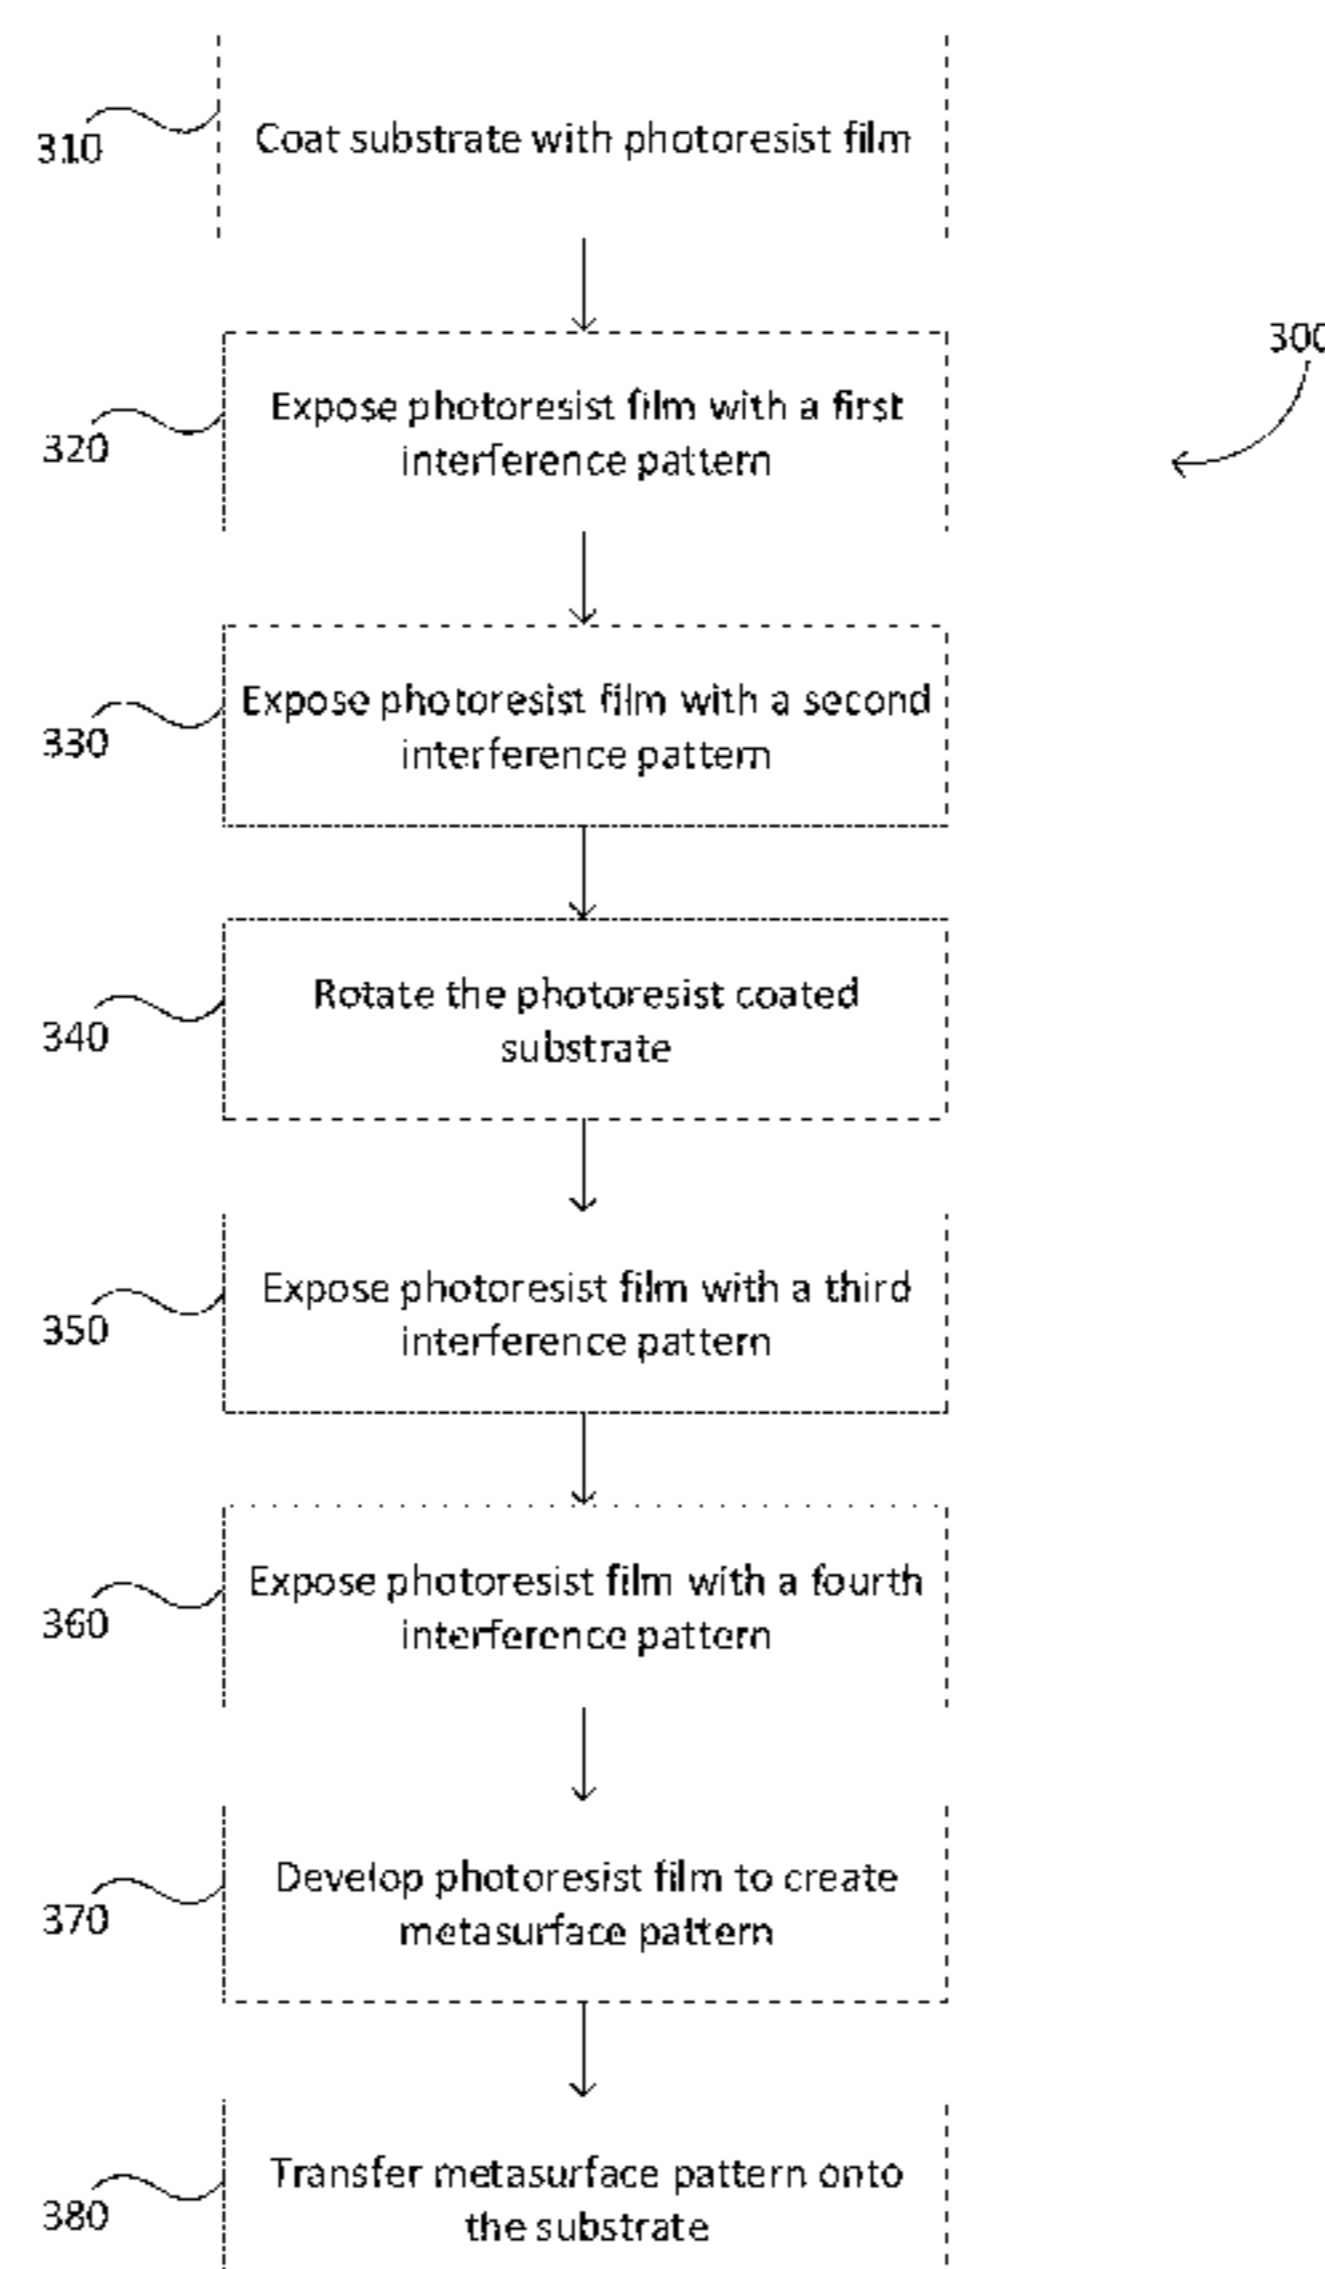 310
Coat substrate with photoresist film
300
320
Expose photoresist film with a first
interference pattern
330
Expose photoresist film with a second
interference pattern
340
Rotate the photoresist coated
substrate
350
Expose photoresist film with a third
interference pattern
360
Expose photoresist film with a fourth
interference pattern
370
Develop photoresist film to create
metasurface pattern
380
Transfer metasurface pattern onto
the substrate